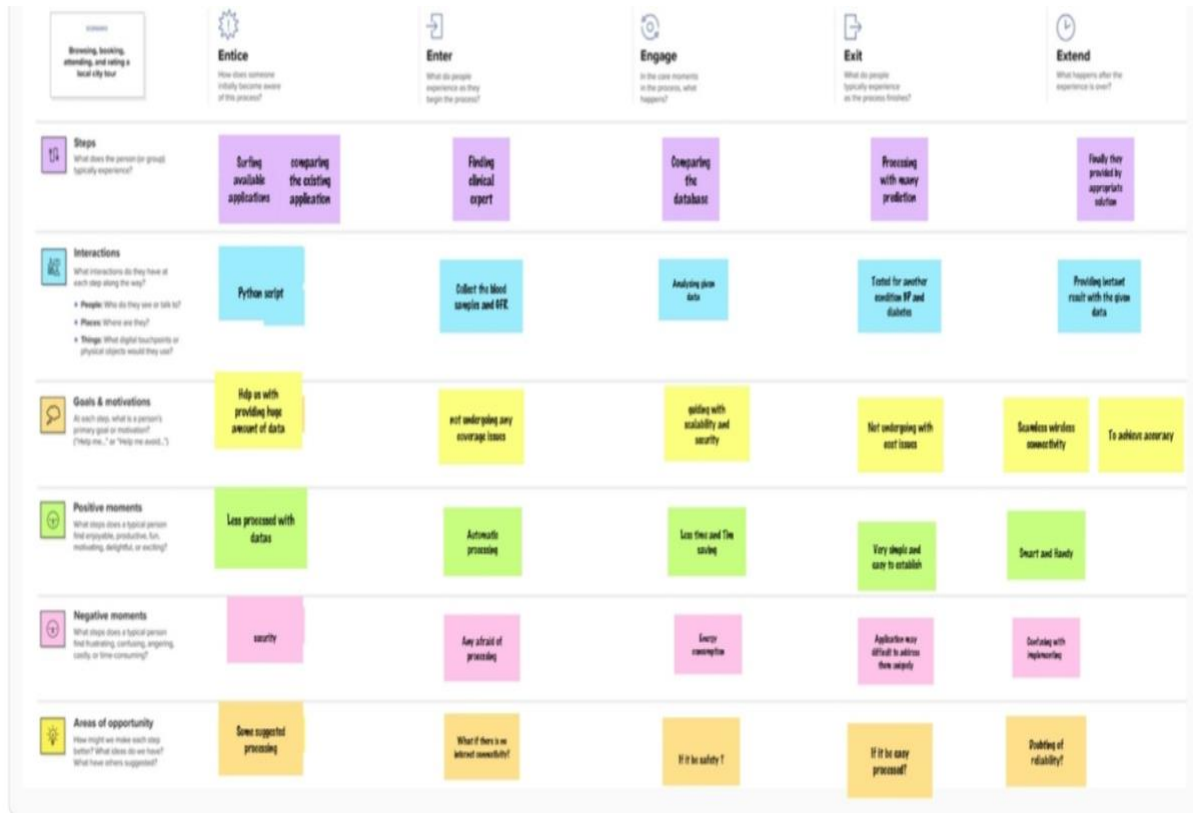 SCENARIO
Browsing, booking,
attending, and rating a
local city tour
Entice
How does someone
initially become aware
of this process?
Enter
What do people
experience as they
begin the process?
Engage
In the core moments
in the process, what
happens?
Exit
What do people
typically experience
as the process finishes?
Extend
What happens after the
experience is over?
Steps
What does the person (or group)
typically experience?
Surfing
available
applications
comparing
the existing
application
Finding
clinical
expert
Comparing
the
database
Processing
with many
prediction
Finally they
provided by
appropriate
solution
Interactions
What interactions do they have at
each step along the way?
People: Who do they see or talk to?
Places: Where are they?
Things: What digital touchpoints or
physical objects would they use?
Python script
Collect the blood
samples and GFR
Analyzing given
data
Tested for another
condition BP and
diabetes
Providing instant
result with the given
data
Goals & motivations
At each step, what is a person's
primary goal or motivation?
("Help me..." or "Help me avoid...")
Help us with
providing huge
amount of data
not undergoing any
coverage issues
guiding with
scalability and
security
Not undergoing with
cost issues
Seamless wireless
connectivity
To achieve accuracy
Positive moments
What steps does a typical person
find enjoyable, productive, fun,
motivating, delightful, or exciting?
Less processed with
datas
Automatic
processing
Less time and
saving
Very simple and
easy to establish
Smart and Handy
Negative moments
What steps does a typical person
find frustrating, confusing, angering,
costly, or time-consuming?
Any afraid of
processing
Energy
consumption
Application may
difficult to address
them uniquely
Confusing with
implementing
Areas of opportunity
How might we make each step
better? What ideas do we have?
What have others suggested?
Some suggested
processing
What if there is no
internet connectivity?
If it be safety ?
If it be easy
processed?
Doubting of
reliability?